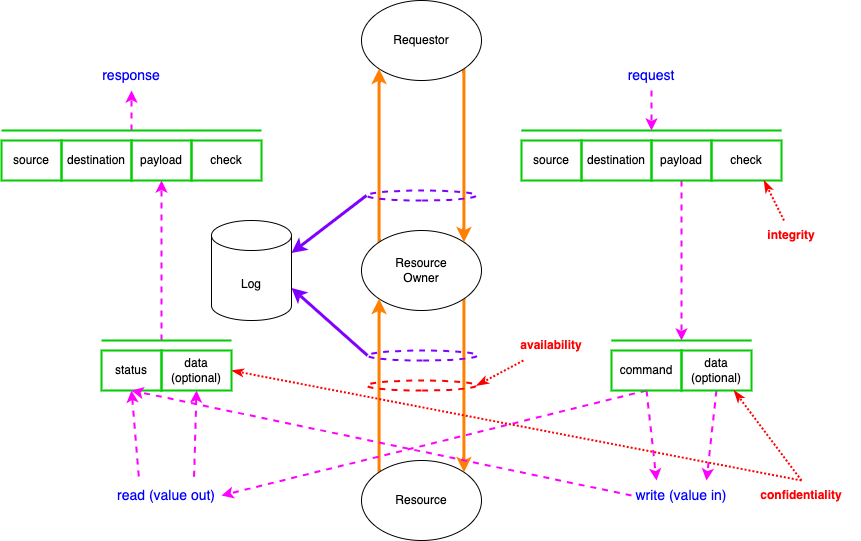 Requestor
response
request
source destination payload check
source destination payload check
integrity
Resource
Owner
Log
availability
status data
(optional)
command data
(optional)
read (value out)
Resource
write (value in)
confidentiality